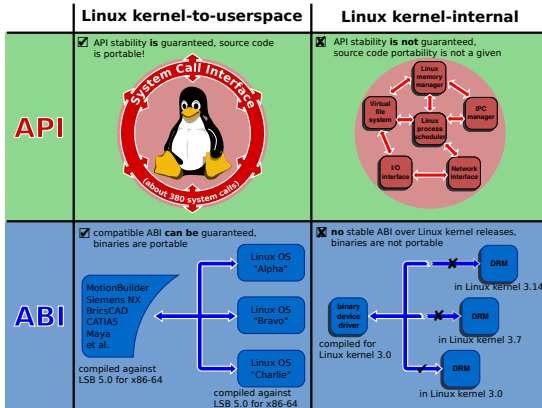 Linux kernel-to-userspace
Linux kernel-internal
API
API stability is guaranteed, source code
is portable!
System Call Interface
(about 380 system calls)
API stability is not guaranteed,
source code portability is not a given
Linux
memory
manager
Virtual
file
system
IPC
manager
Linux
process
scheduler
I/O
interface
Network
interface
ABI
compatible ABI can be guaranteed,
binaries are portable
MotionBuilder
Siemens NX
BricsCAD
CATIA5
Maya
et al.
compiled against
LSB 5.0 for x86-64
Linux OS
"Alpha"
Linux OS
"Bravo"
Linux OS
"Charlie"
compiled against
LSB 5.0 for x86-64
no stable ABI over Linux kernel releases,
binaries are not portable
binary
device
driver
compiled for
Linux kernel 3.0
DRM
in Linux kernel 3.14
DRM
in Linux kernel 3.7
DRM
in Linux kernel 3.0